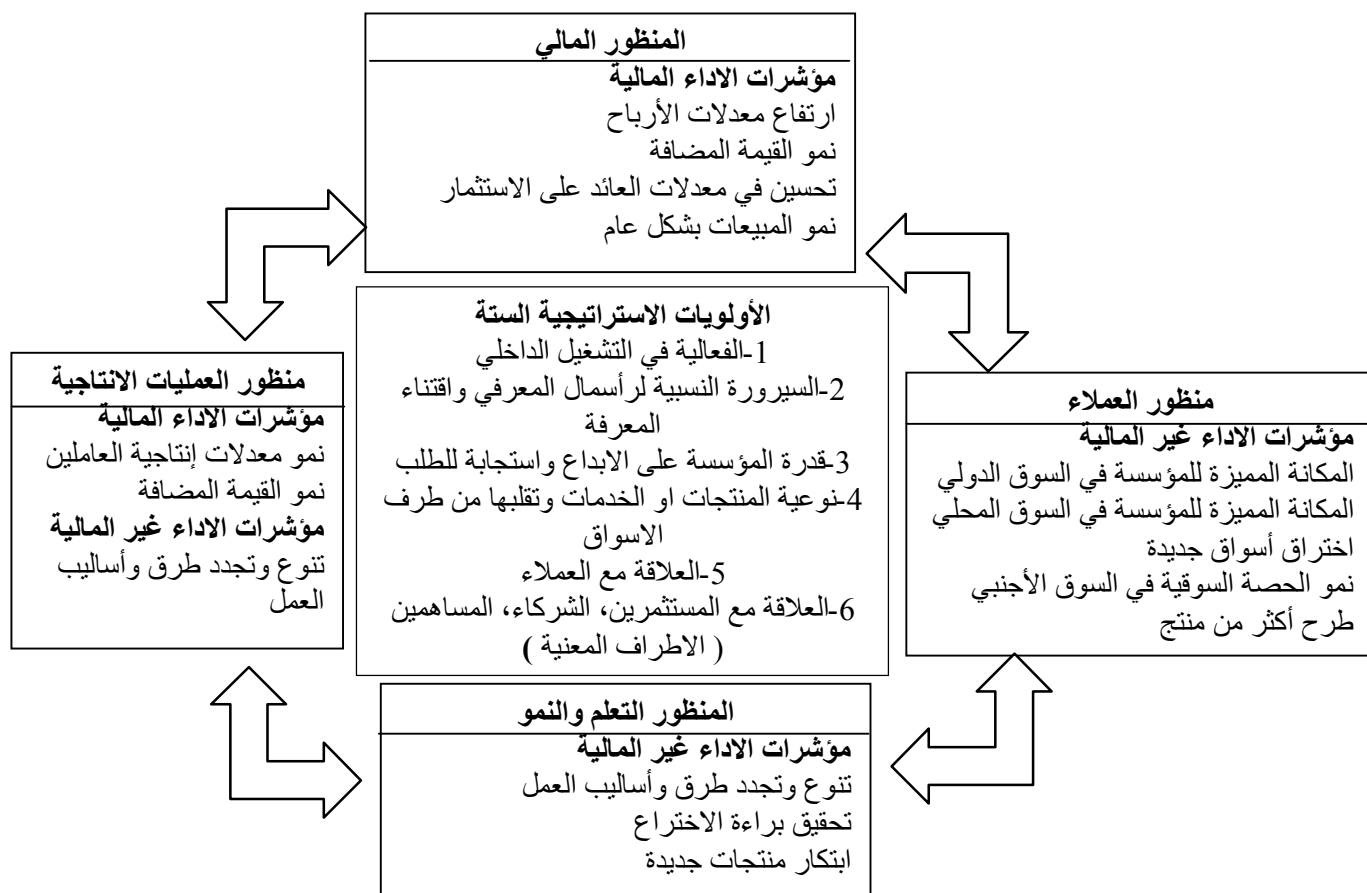 المنظور المالي
مؤشرات الاداء المالية
ارتفاع معدلات الأرباح
نمو القيمة المضافة
تحسين في معدلات العائد على الاستثمار
نمو المبيعات بشكل عام
الأولويات الاستراتيجية الستة
1-الفعالية في التشغيل الداخلي
2-السيرورة النسبية لرأسمال المعرفي واقتناء
المعرفة
3-قدرة المؤسسة على الابداع واستجابة للطلب
4-نوعية المنتجات او الخدمات وتقلبها من طرف
الاسواق
5-العلاقة مع العملاء
6-العلاقة مع المستثمرين، الشركاء، المساهمين
( الاطراف المعنية )
منظور العملاء
مؤشرات الاداء غير المالية
المكانة المميزة للمؤسسة في السوق الدولي
المكانة المميزة للمؤسسة في السوق المحلي
اختراق أسواق جديدة
نمو الحصة السوقية في السوق الأجنبي
طرح أكثر من منتج
منظور العمليات الانتاجية
مؤشرات الاداء المالية
نمو معدلات إنتاجية العاملين
نمو القيمة المضافة
مؤشرات الاداء غير المالية
تنوع وتجدد طرق وأساليب
العمل
المنظور التعلم والنمو
مؤشرات الاداء غير المالية
تنوع وتجدد طرق وأساليب العمل
تحقيق براءة الاختراع
ابتكار منتجات جديدة